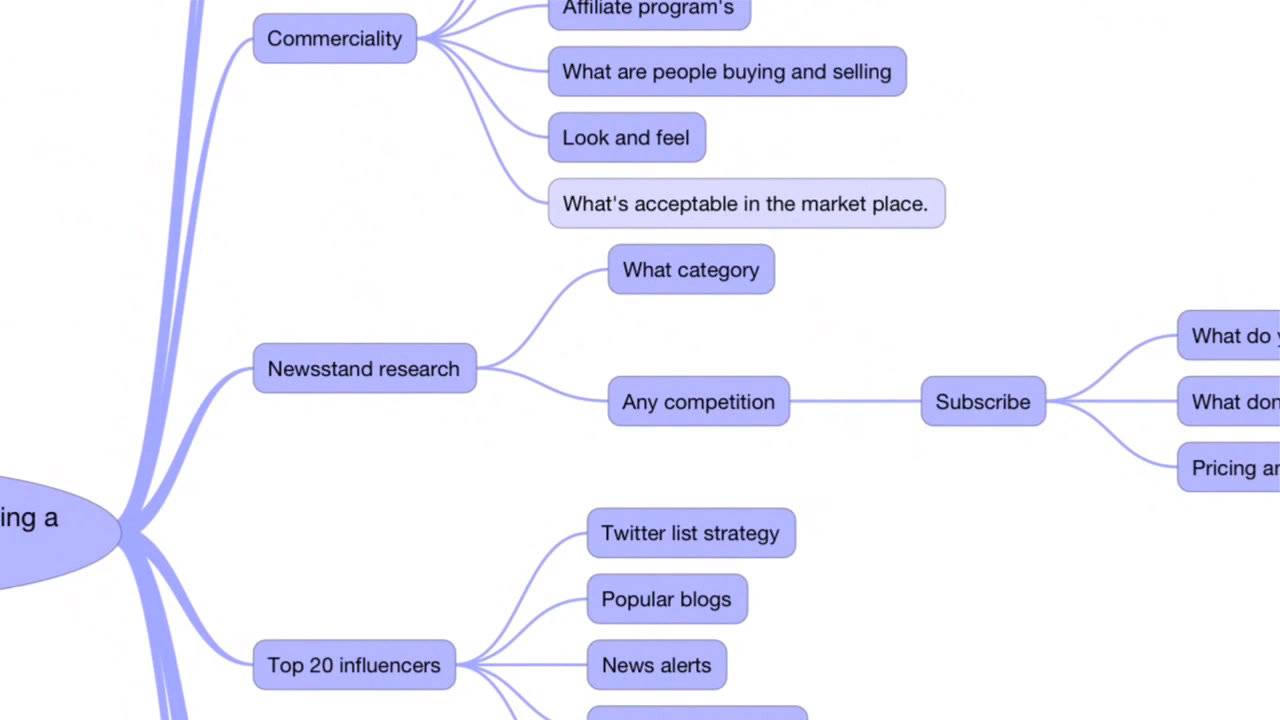 Affiliate program's
Commerciality
What are people buying and selling
Look and feel
What's acceptable in the market place.
What category
Newsstand research
Any competition
Subscribe
What do
What don
Pricing
ing a
Twitter list strategy
Popular blogs
News alerts
Top 20 influencers